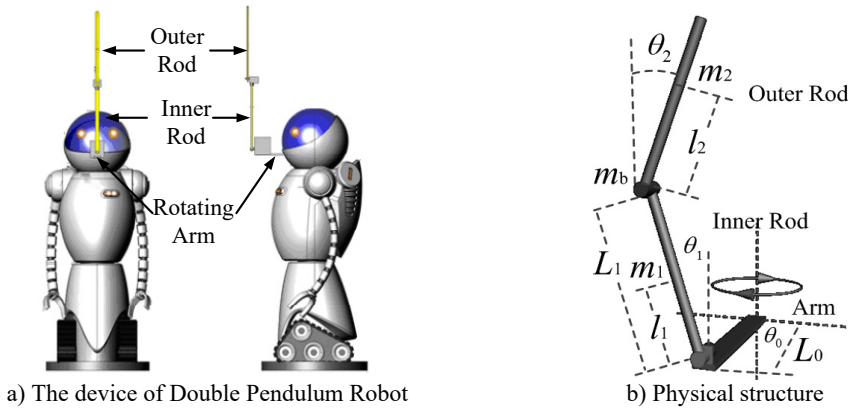 Outer
Rod
Inner
Rod
Rotating
Arm
a) The device of Double Pendulum Robot
θ2
m2
Outer Rod
l2
mb
Inner Rod
θ1
L1
m1
l1
Arm
θ0
L0
b) Physical structure